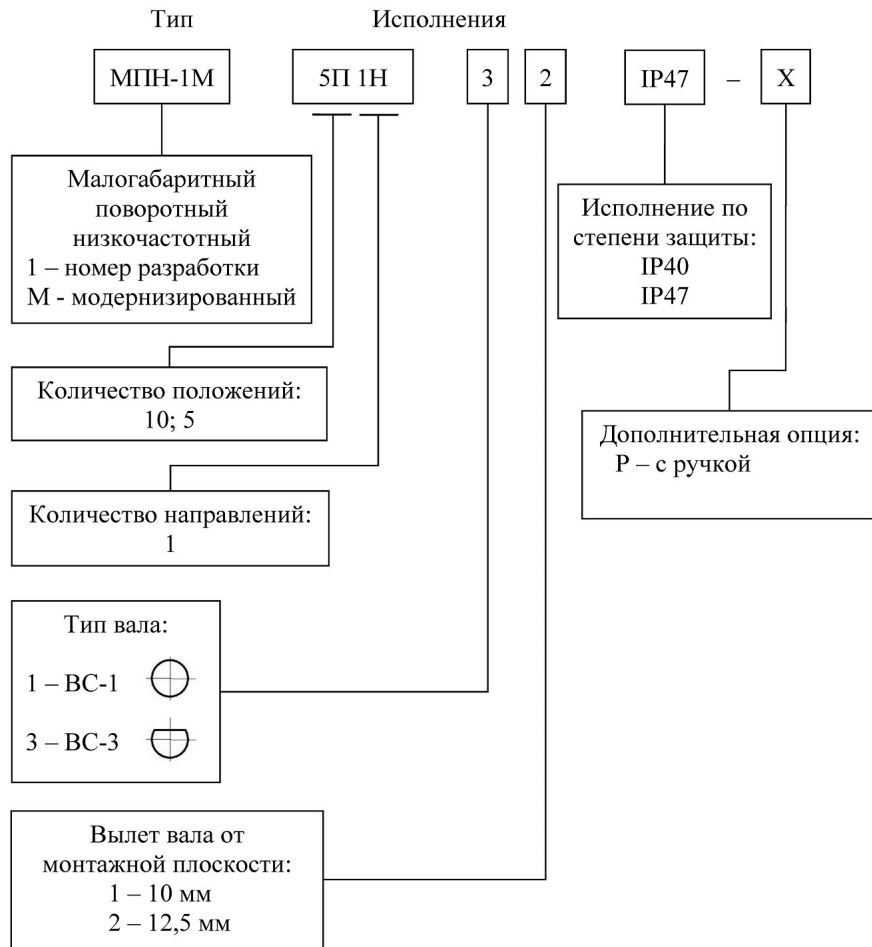 Тип Исполнения
МПН-1М 5П 1Н 3 2 IP47 – X
Малогабаритный
поворотный
низкочастотный
1 – номер разработки
М - модернизированный
Исполнение по
степени защиты:
IP40
IP47
Количество положений:
10; 5
Дополнительная опция:
Р – с ручкой
Количество направлений:
1
Тип вала:
1 – ВС-1
3 – ВС-3
Вылет вала от
монтажной плоскости:
1 – 10 мм
2 – 12,5 мм